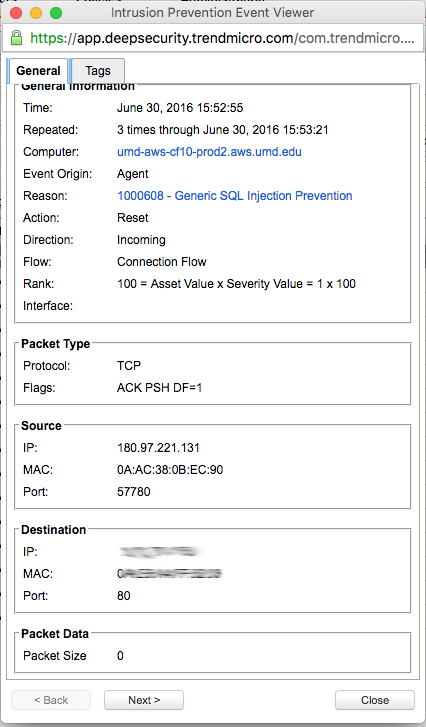 Intrusion Prevention Event Viewer
https://app.deepsecurity.trendmicro.com/com.trendmicro....
General Tags
General Information
Time: June 30, 2016 15:52:55
Repeated: 3 times through June 30, 2016 15:53:21
Computer: umd-aws-cf10-prod2.aws.umd.edu
Event Origin: Agent
Reason: 1000608 - Generic SQL Injection Prevention
Action: Reset
Direction: Incoming
Flow: Connection Flow
Rank: 100 = Asset Value x Severity Value = 1 x 100
Interface:
Packet Type
Protocol: TCP
Flags: ACK PSH DF=1
Source
IP: 180.97.221.131
MAC: 0A:AC:38:0B:EC:90
Port: 57780
Destination
IP:
MAC:
Port: 80
Packet Data
Packet Size 0
< Back Next > Close